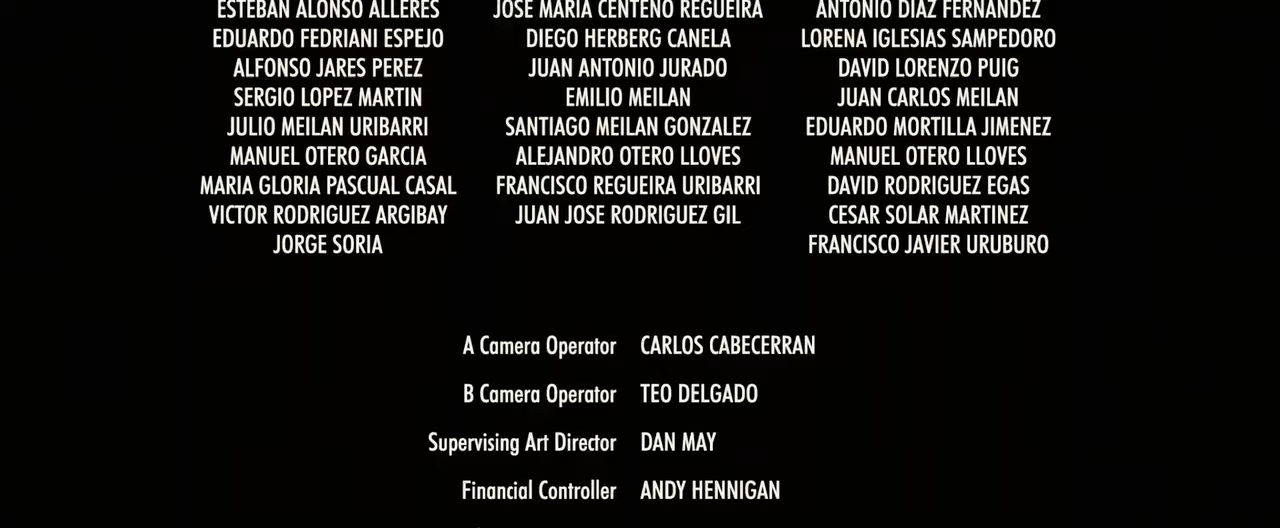 ESTEBAN ALONSO ALLERES JOSE MARIA CENTENO REGUEIRA ANTONIO DIAZ FERNANDEZ
EDUARDO FEDRIANI ESPEJO DIEGO HERBERG CANELA LORENA IGLESIAS SAMPEDORO
ALFONSO JARES PEREZ JUAN ANTONIO JURADO DAVID LORENZO PUIG
SERGIO LOPEZ MARTIN EMILIO MEILAN JUAN CARLOS MEILAN
JULIO MEILAN URIBARRI SANTIAGO MEILAN GONZALEZ EDUARDO MORTILLA JIMENEZ
MANUEL OTERO GARCIA ALEJANDRO OTERO LLOVES MANUEL OTERO LLOVES
MARIA GLORIA PASCUAL CASAL FRANCISCO REGUEIRA URIBARRI DAVID RODRIGUEZ EGAS
VICTOR RODRIGUEZ ARGIBAY JUAN JOSE RODRIGUEZ GIL CESAR SOLAR MARTINEZ
JORGE SORIA FRANCISCO JAVIER URUBURO
A Camera Operator CARLOS CABECERRAN
B Camera Operator TEO DELGADO
Supervising Art Director DAN MAY
Financial Controller ANDY HENNIGAN